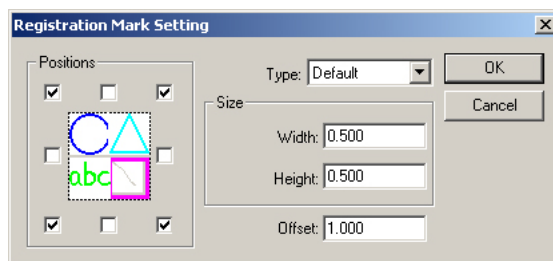 Registration Mark Setting
Positions
abc
Type: Default
Size
Width: 0.500
Height: 0.500
Offset: 1.000
OK
Cancel